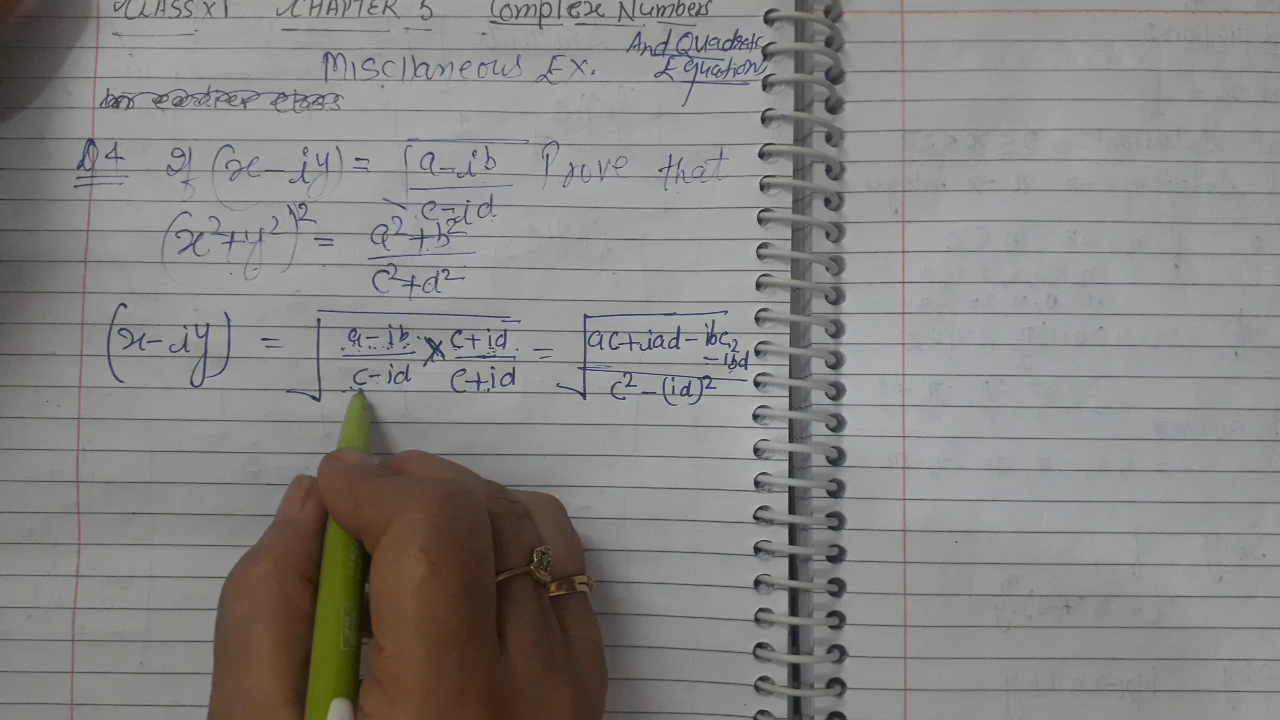 CLASS XI CHAPTER 5 Complex Numbers
And Quadratic
Equations
Miscllaneous Ex.
Q4 If (x-iy) = √(a-ib / c-id) Prove that
(x²+y²)² = a²+b² / c²+d²
(x-iy) = √(a-ib / c-id × c+id / c+id) = √(ac+iad-ibc -i²bd / c²-(id)²)